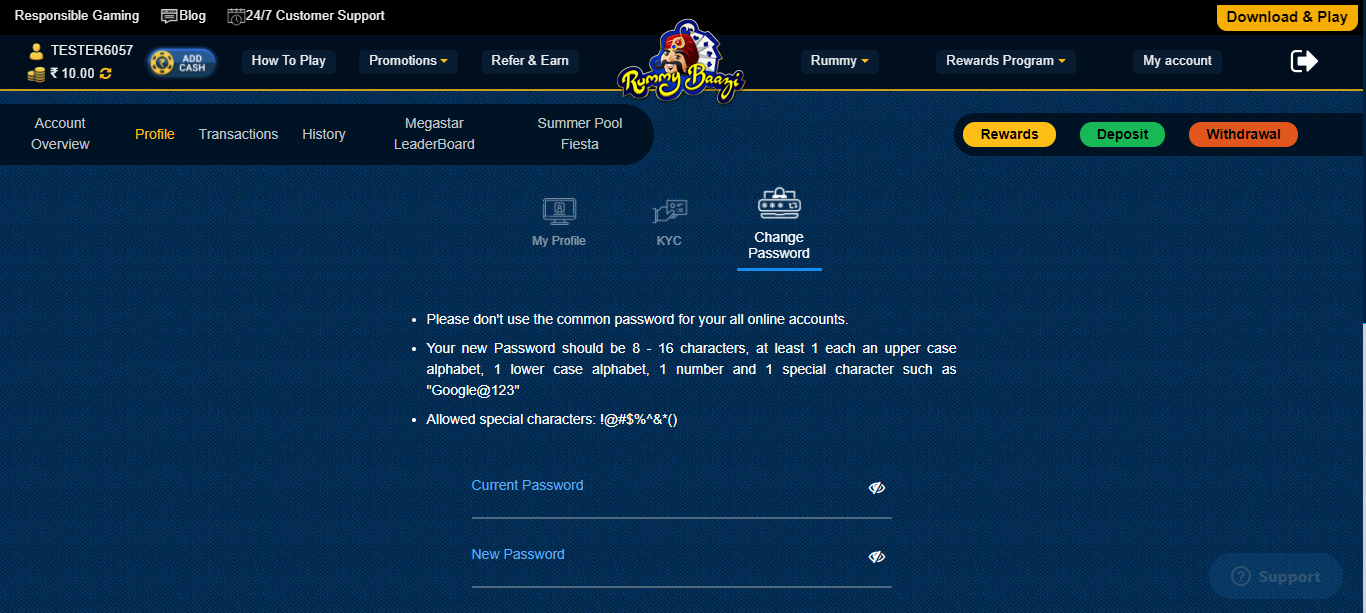 Responsible Gaming Blog 24/7 Customer Support Download & Play
TESTER6057
₹ 10.00
ADD
CASH
How To Play Promotions Refer & Earn
Rummy Baazi
Rummy Rewards Program My account
Account
Overview
Profile Transactions History
Megastar
LeaderBoard
Summer Pool
Fiesta
Rewards Deposit Withdrawal
My Profile
KYC
Change
Password
• Please don't use the common password for your all online accounts.
• Your new Password should be 8 - 16 characters, at least 1 each an upper case
alphabet, 1 lower case alphabet, 1 number and 1 special character such as
"Google@123"
• Allowed special characters: !@#$%^&*()
Current Password
New Password
Support